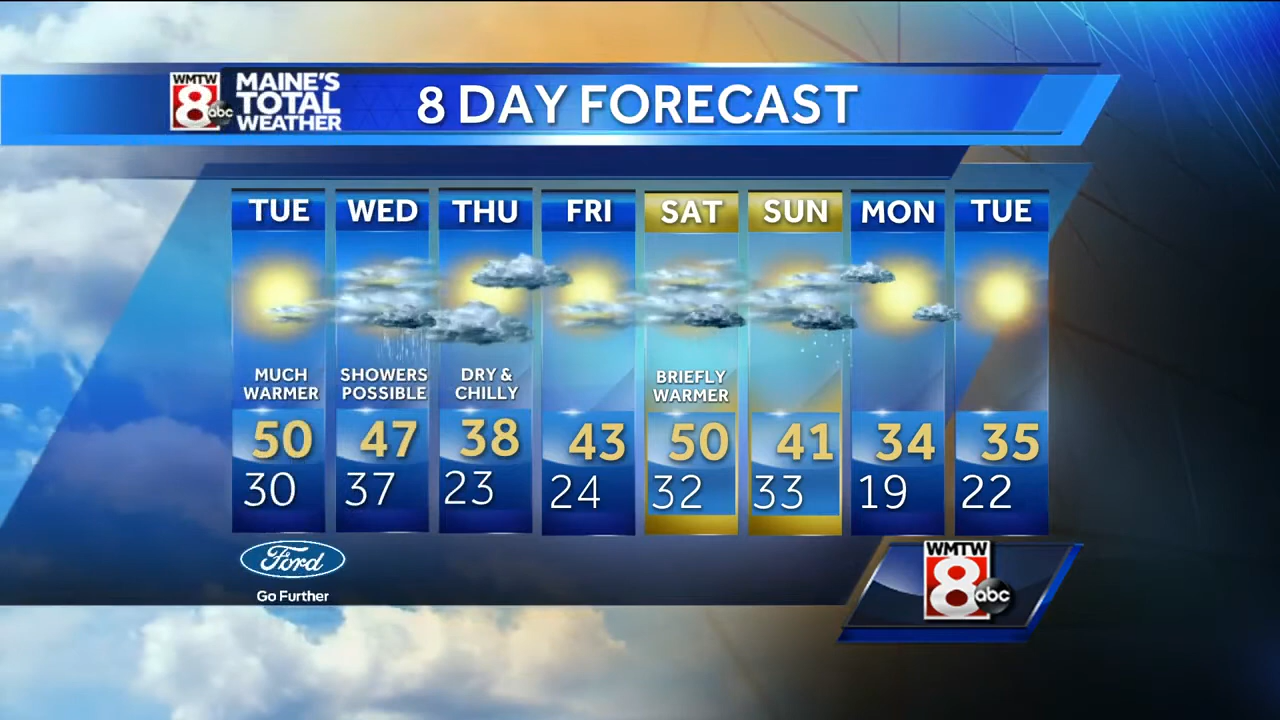 WMTW
8
abc
MAINE'S
TOTAL
WEATHER
8 DAY FORECAST
TUE WED THU FRI SAT SUN MON TUE
MUCH WARMER SHOWERS POSSIBLE DRY & CHILLY BRIEFLY WARMER
50 47 38 43 50 41 34 35
30 37 23 24 32 33 19 22
Ford
Go Further
WMTW
8
abc